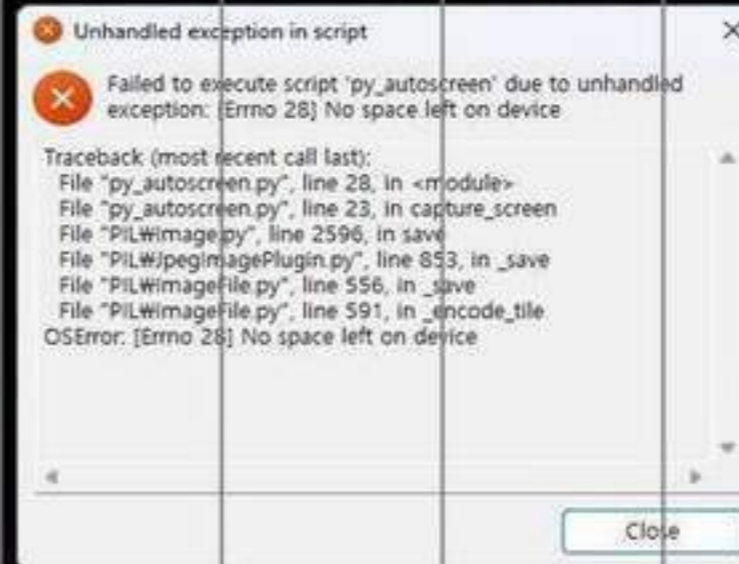 Unhandled exception in script
Failed to execute script 'py_autoscreen' due to unhandled
exception: [Errno 28] No space left on device
Traceback (most recent call last):
File "py_autoscreen.py", line 28, in <module>
File "py_autoscreen.py", line 23, in capture_screen
File "PIL₩Image.py", line 2596, in save
File "PIL₩JpegImagePlugin.py", line 853, in _save
File "PIL₩ImageFile.py", line 556, in _save
File "PIL₩ImageFile.py", line 591, in _encode_tile
OSError: [Errno 28] No space left on device
Close